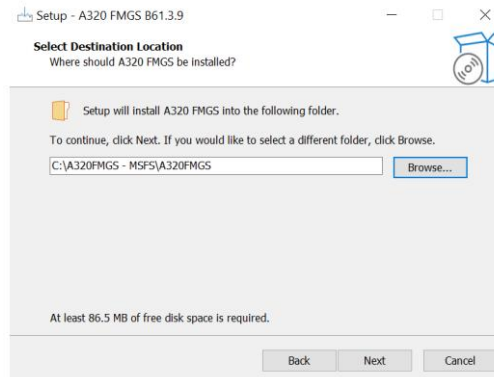 Setup - A320 FMGS B61.3.9
Select Destination Location
Where should A320 FMGS be installed?
Setup will install A320 FMGS into the following folder.
To continue, click Next. If you would like to select a different folder, click Browse.
C:\A320FMGS - MSFS\A320FMGS
Browse...
At least 86.5 MB of free disk space is required.
Back Next Cancel